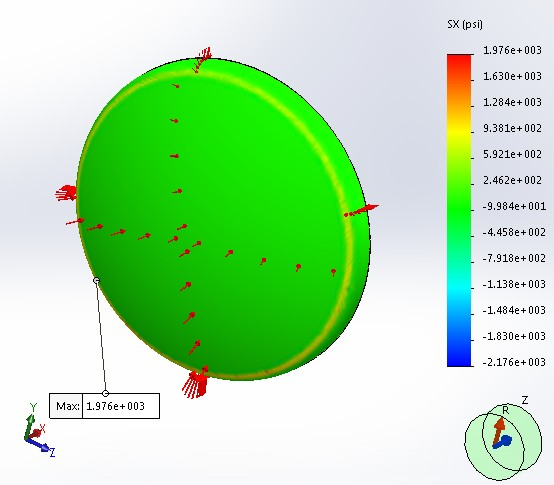 SX (psi)
1.976e+003
1.630e+003
1.284e+003
9.381e+002
5.921e+002
2.462e+002
-9.984e+001
-4.458e+002
-7.918e+002
-1.138e+003
-1.484e+003
-1.830e+003
-2.176e+003
Max: 1.976e+003
Y
X
Z
Z
R